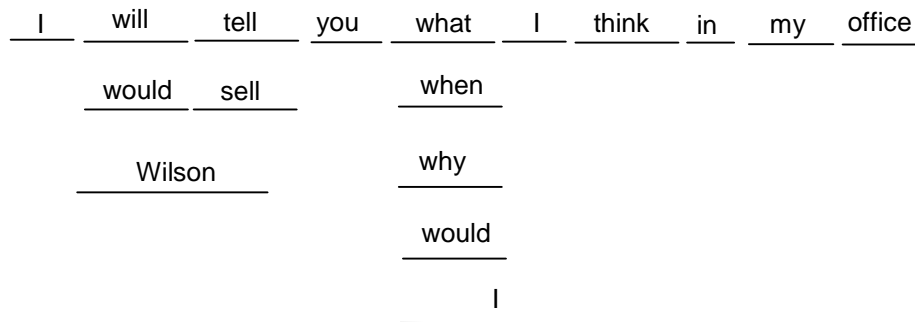 I will tell you what I think in my office
would sell when
Wilson why
would
I